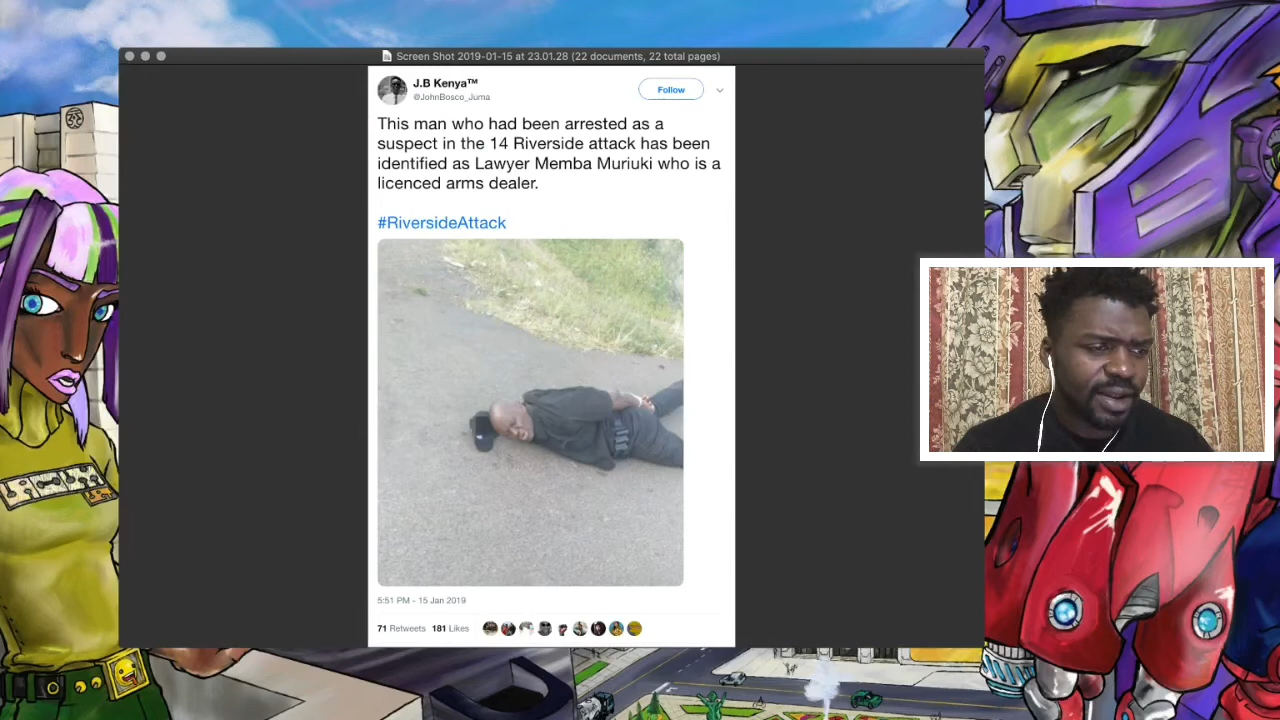 Screen Shot 2019-01-15 at 23.01.28 (22 documents, 22 total pages)
J.B Kenya™
@JohnBosco_Juma
Follow
This man who had been arrested as a
suspect in the 14 Riverside attack has been
identified as Lawyer Memba Muriuki who is a
licenced arms dealer.
#RiversideAttack
5:51 PM - 15 Jan 2019
71 Retweets 181 Likes